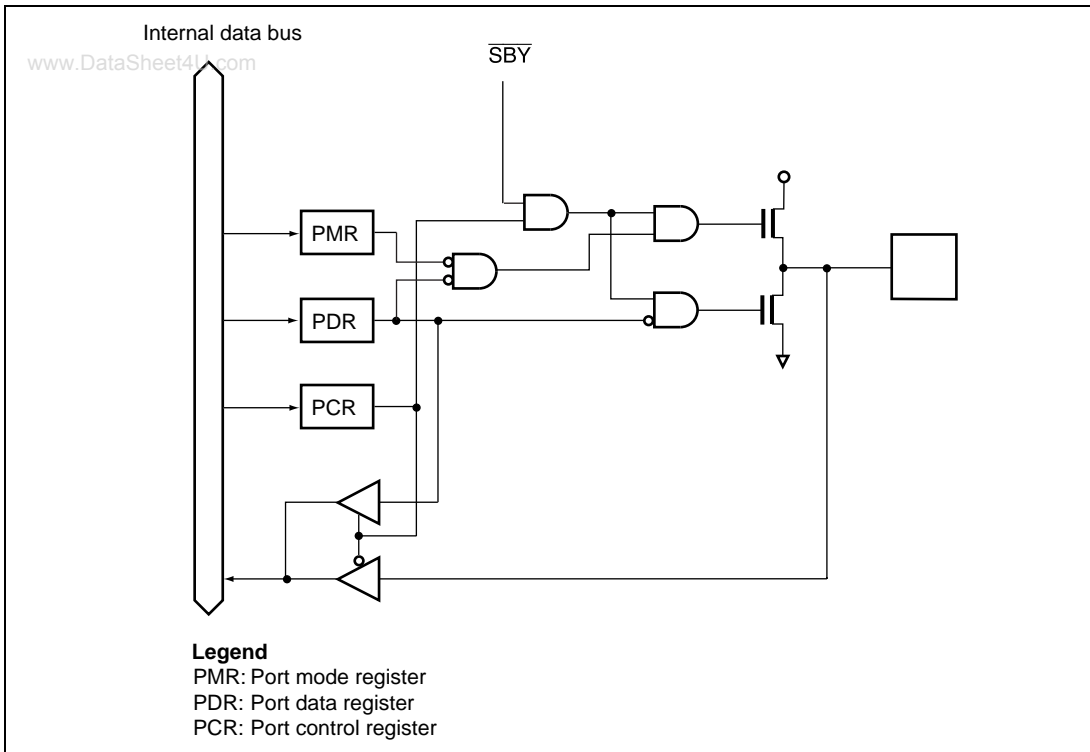 Internal data bus
www.DataSheet4U.com
SBY
PMR
PDR
PCR
Legend
PMR: Port mode register
PDR: Port data register
PCR: Port control register